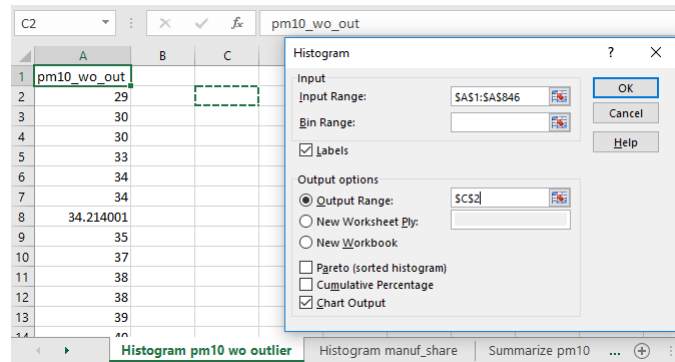 C2 fx pm10_wo_out
A B C
1 pm10_wo_out
2 29
3 30
4 30
5 33
6 34
7 34
8 34.214001
9 35
10 37
11 38
12 38
13 39
14 40
Histogram ? ×
Input
Input Range: $A$1:$A$846
Bin Range:
Labels
Output options
Output Range: $C$2
New Worksheet Ply:
New Workbook
Pareto (sorted histogram)
Cumulative Percentage
Chart Output
OK
Cancel
Help
Histogram pm10 wo outlier Histogram manuf_share Summarize pm10 ...